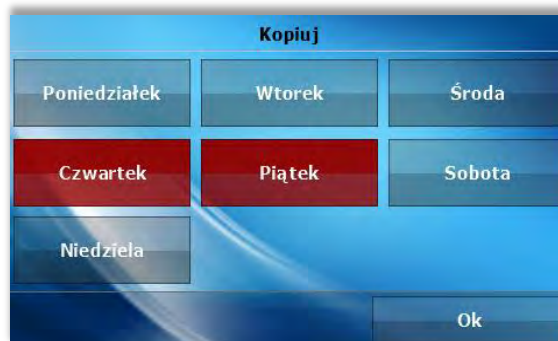 Kopiuj
Poniedziałek Wtorek Środa
Czwartek Piątek Sobota
Niedziela
Ok